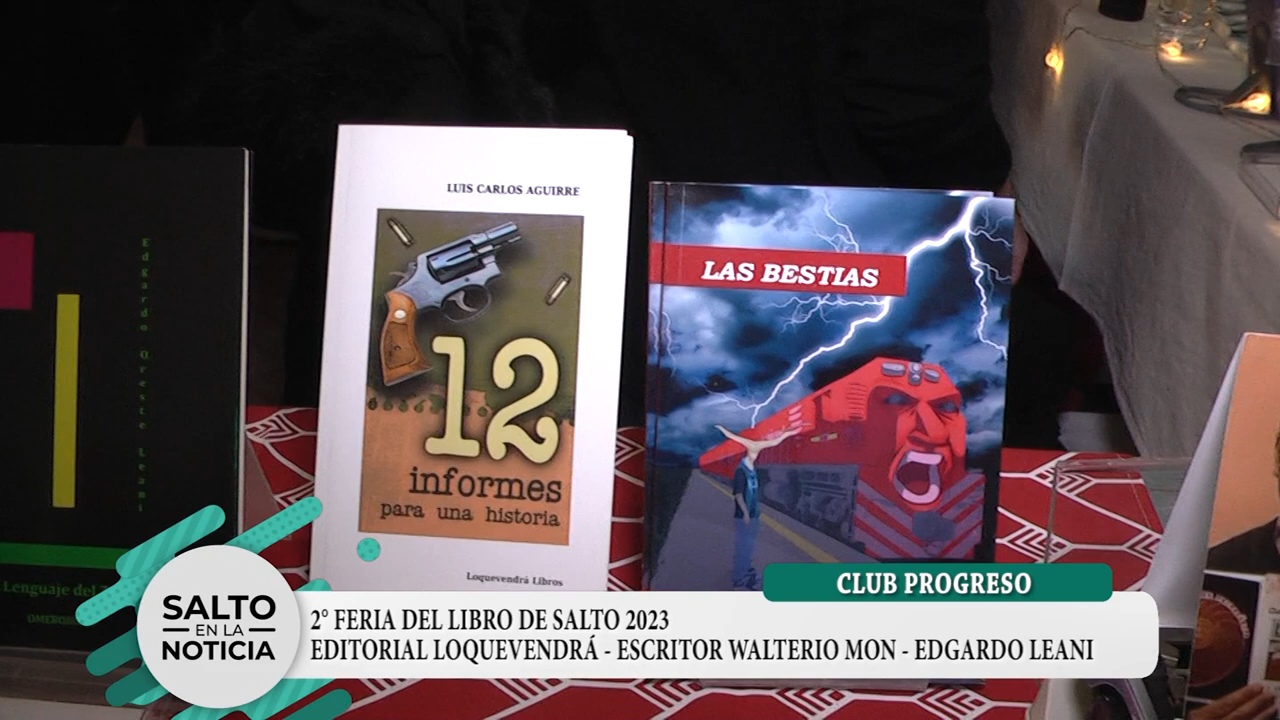 Edgardo Oreste Leani
Lenguaje del
LUIS CARLOS AGUIRRE
12
informes
para una historia
Loquevendrá Libros
LAS BESTIAS
CLUB PROGRESO
SALTO
EN LA
NOTICIA
2° FERIA DEL LIBRO DE SALTO 2023
EDITORIAL LOQUEVENDRÁ - ESCRITOR WALTERIO MON - EDGARDO LEANI